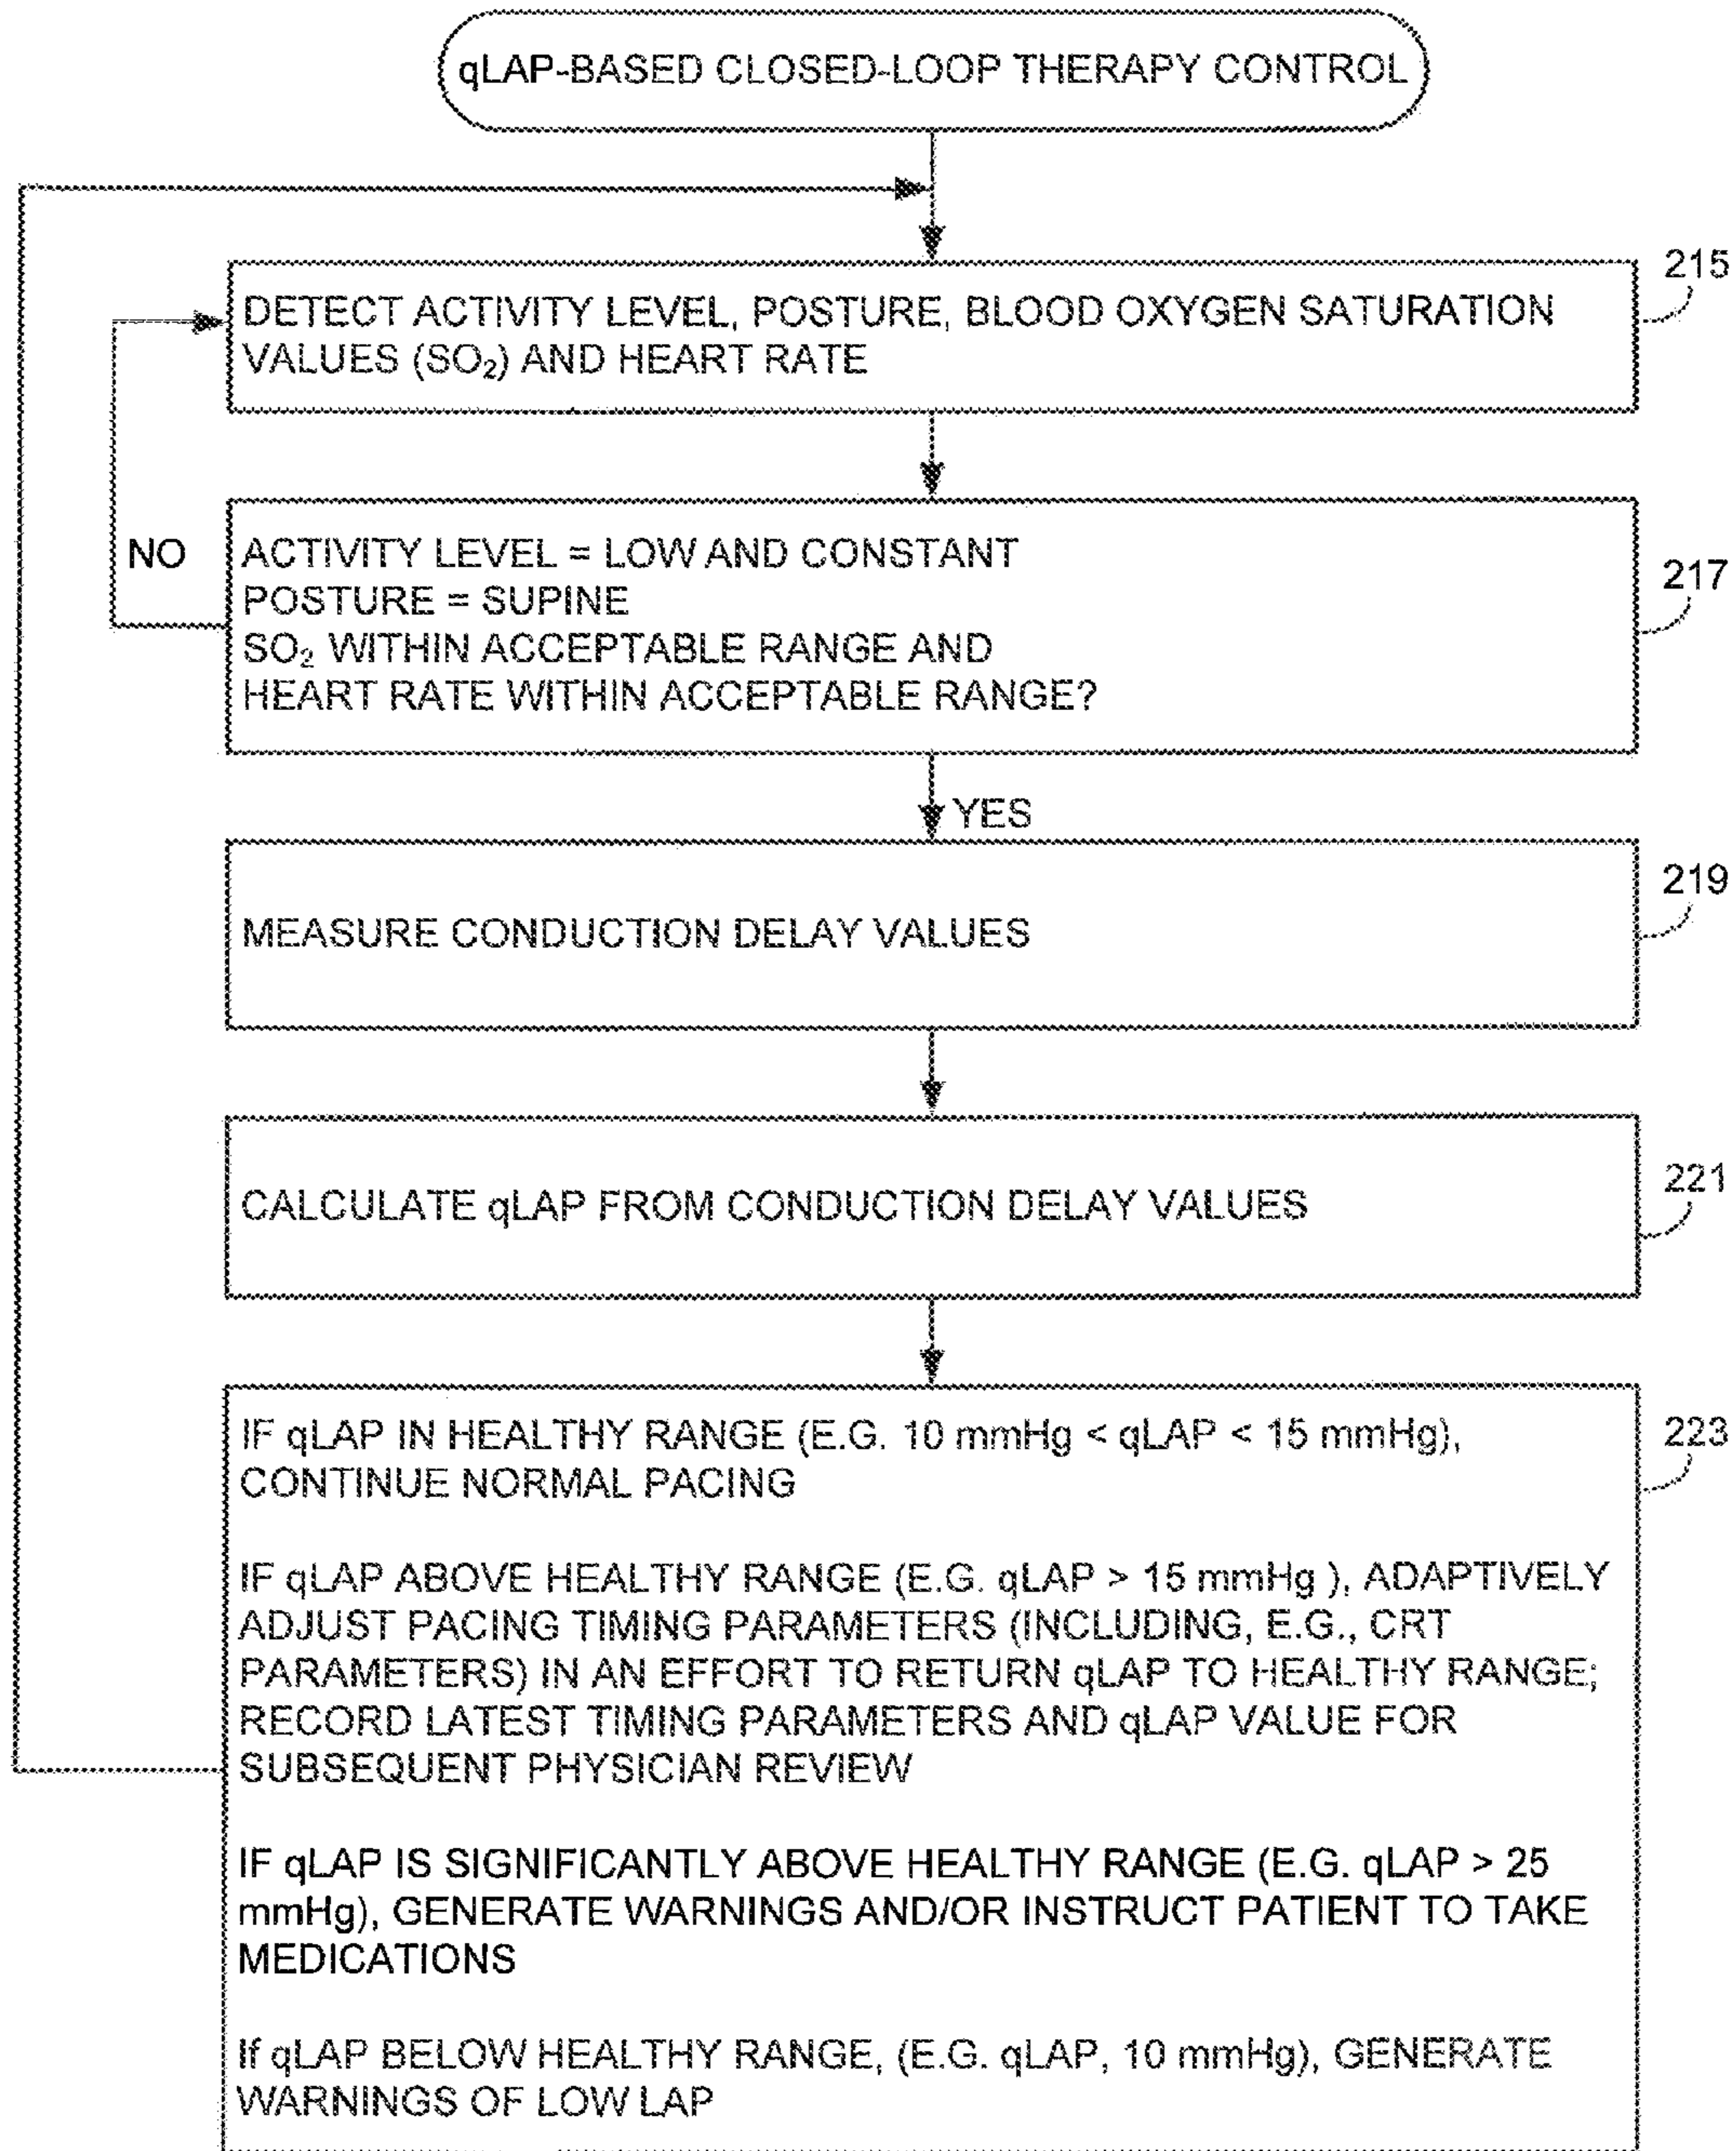 qLAP-BASED CLOSED-LOOP THERAPY CONTROL
215
DETECT ACTIVITY LEVEL, POSTURE, BLOOD OXYGEN SATURATION
VALUES (SO₂) AND HEART RATE
NO
ACTIVITY LEVEL = LOW AND CONSTANT
POSTURE = SUPINE
SO₂ WITHIN ACCEPTABLE RANGE AND
HEART RATE WITHIN ACCEPTABLE RANGE?
217
YES
219
MEASURE CONDUCTION DELAY VALUES
221
CALCULATE qLAP FROM CONDUCTION DELAY VALUES
223
IF qLAP IN HEALTHY RANGE (E.G. 10 mmHg < qLAP < 15 mmHg),
CONTINUE NORMAL PACING
IF qLAP ABOVE HEALTHY RANGE (E.G. qLAP > 15 mmHg ), ADAPTIVELY
ADJUST PACING TIMING PARAMETERS (INCLUDING, E.G., CRT
PARAMETERS) IN AN EFFORT TO RETURN qLAP TO HEALTHY RANGE;
RECORD LATEST TIMING PARAMETERS AND qLAP VALUE FOR
SUBSEQUENT PHYSICIAN REVIEW
IF qLAP IS SIGNIFICANTLY ABOVE HEALTHY RANGE (E.G. qLAP > 25
mmHg), GENERATE WARNINGS AND/OR INSTRUCT PATIENT TO TAKE
MEDICATIONS
If qLAP BELOW HEALTHY RANGE, (E.G. qLAP, 10 mmHg), GENERATE
WARNINGS OF LOW LAP